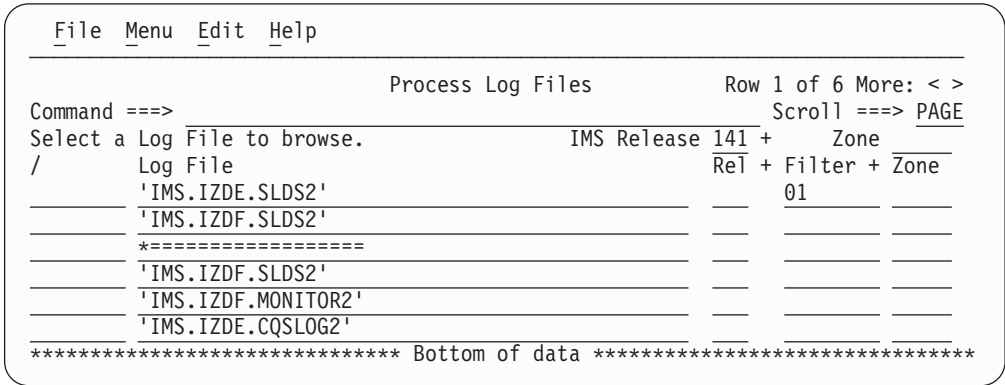 File Menu Edit Help
Process Log Files Row 1 of 6 More: < >
Command ===> Scroll ===> PAGE
Select a Log File to browse. IMS Release 141 + Zone
/ Log File Rel + Filter + Zone
'IMS.IZDE.SLDS2' 01
'IMS.IZDF.SLDS2'
*==================
'IMS.IZDF.SLDS2'
'IMS.IZDF.MONITOR2'
'IMS.IZDE.CQSLOG2'
******************************* Bottom of data ********************************